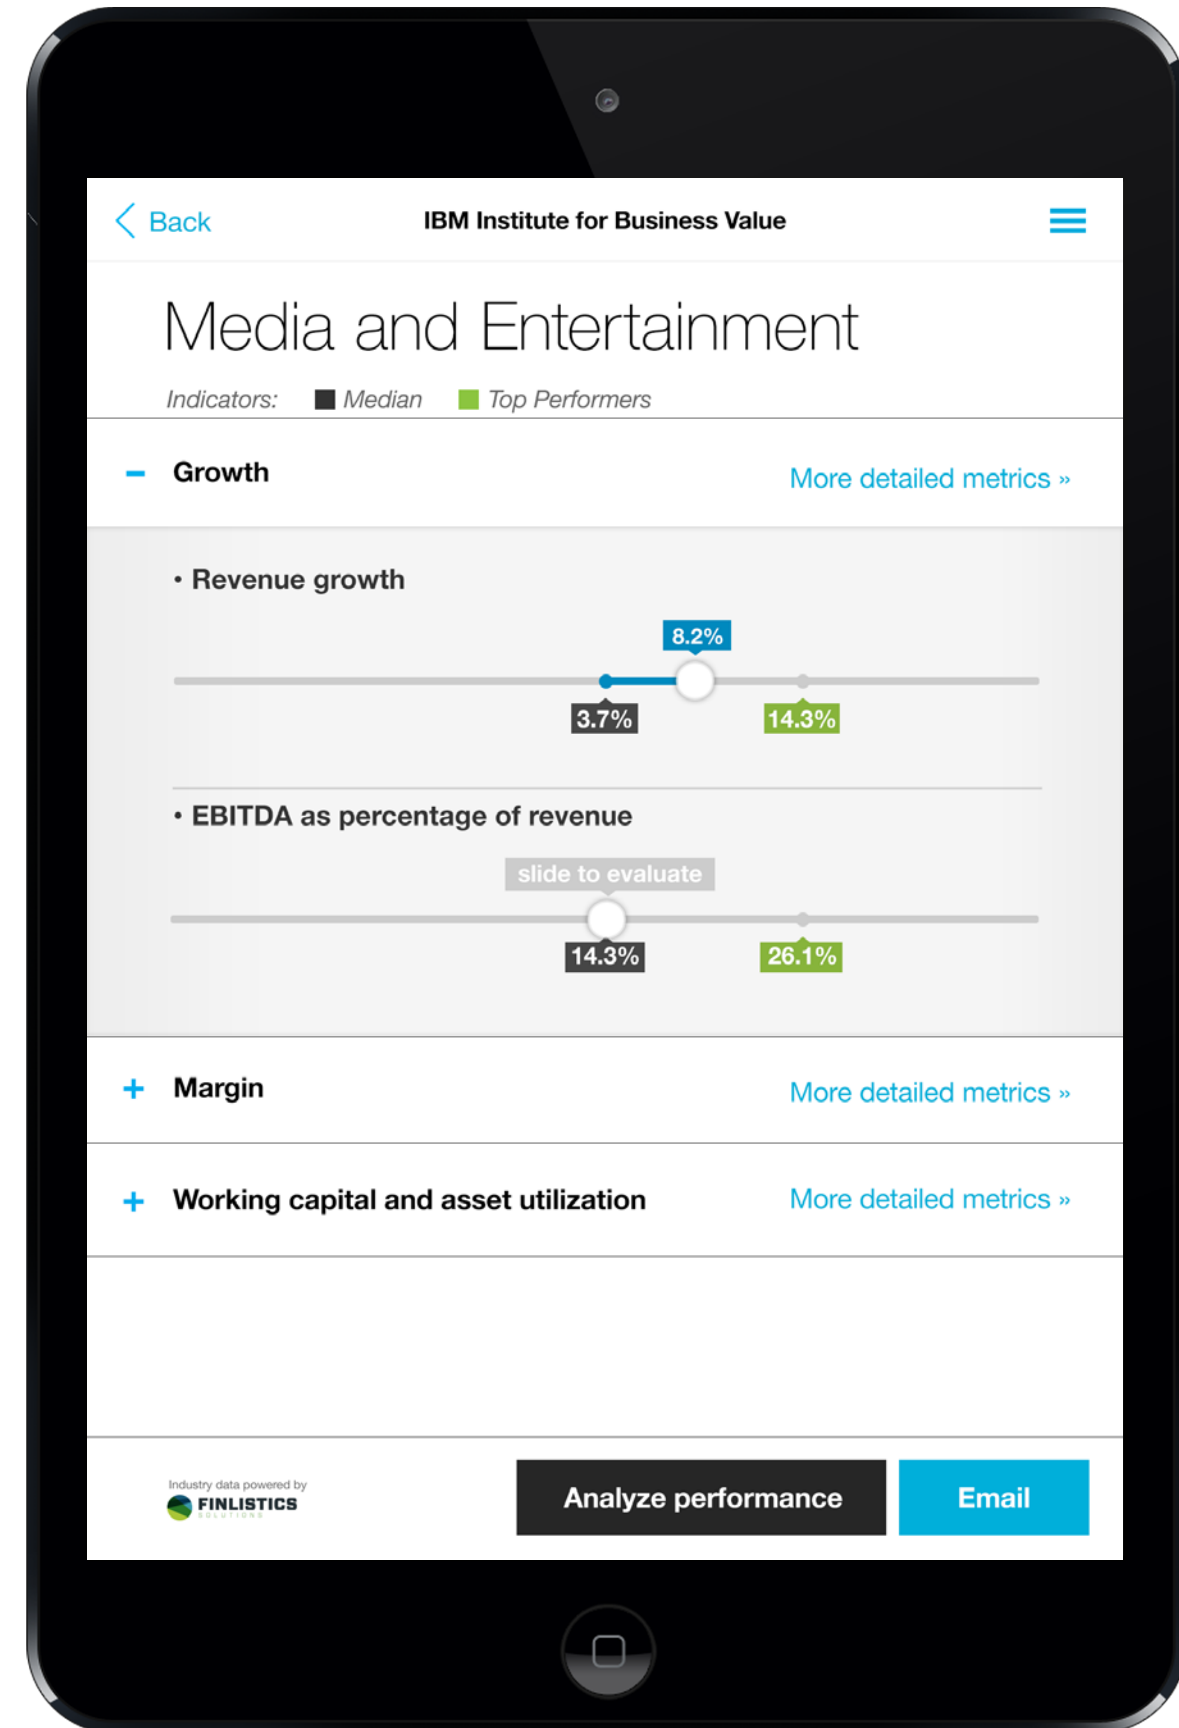 Back
IBM Institute for Business Value
Media and Entertainment
Indicators: Median Top Performers
Growth
More detailed metrics »
• Revenue growth
8.2%
3.7% 14.3%
• EBITDA as percentage of revenue
slide to evaluate
14.3% 26.1%
Margin
More detailed metrics »
Working capital and asset utilization
More detailed metrics »
Industry data powered by
FINLISTICS
SOLUTIONS
Analyze performance
Email